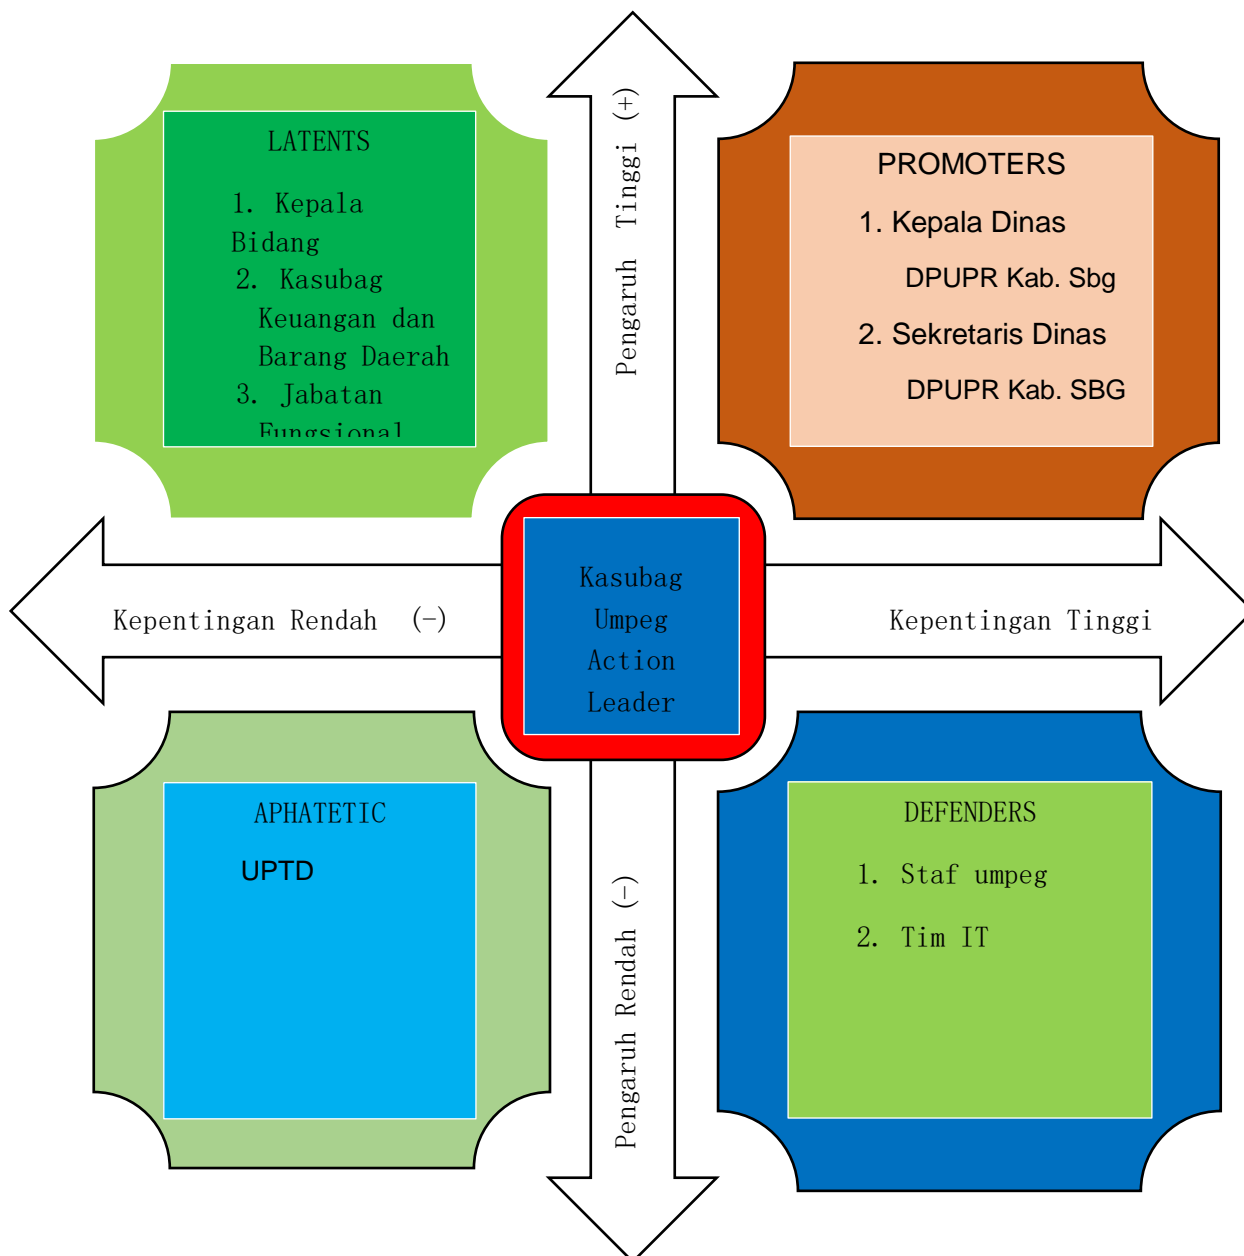 LATENTS
1. Kepala
Bidang
2. Kasubag
Keuangan dan
Barang Daerah
3. Jabatan
Fungsional
Pengaruh Tinggi (+)
PROMOTERS
1. Kepala Dinas
DPUPR Kab. Sbg
2. Sekretaris Dinas
DPUPR Kab. SBG
Kepentingan Rendah (-)
Kasubag
Umpeg
Action
Leader
Kepentingan Tinggi
APHATETIC
UPTD
Pengaruh Rendah (-)
DEFENDERS
1. Staf umpeg
2. Tim IT